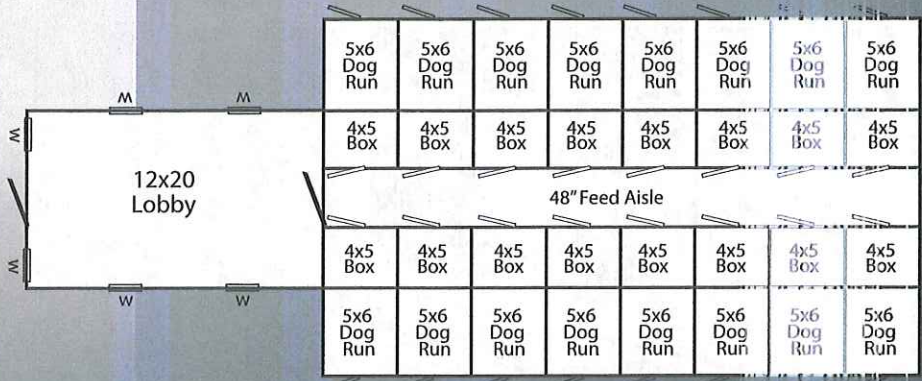 5x6 Dog Run 5x6 Dog Run 5x6 Dog Run 5x6 Dog Run 5x6 Dog Run 5x6 Dog Run 5x6 Dog Run 5x6 Dog Run
W W
4x5 Box 4x5 Box 4x5 Box 4x5 Box 4x5 Box 4x5 Box 4x5 Box 4x5 Box
W
12x20
Lobby
48" Feed Aisle
4x5 Box 4x5 Box 4x5 Box 4x5 Box 4x5 Box 4x5 Box 4x5 Box 4x5 Box
W
W W
5x6 Dog Run 5x6 Dog Run 5x6 Dog Run 5x6 Dog Run 5x6 Dog Run 5x6 Dog Run 5x6 Dog Run 5x6 Dog Run